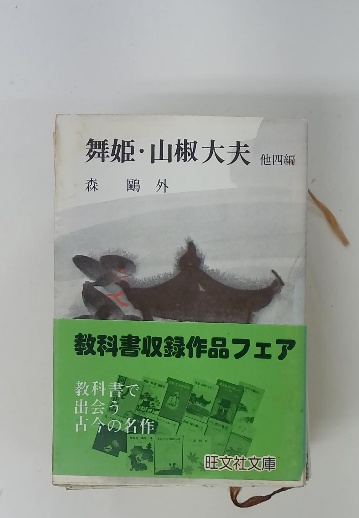 舞姫・山椒大夫 他四編
森 鷗 外
教科書収録作品フェア
教科書で
出会う
古今の名作
旺文社文庫